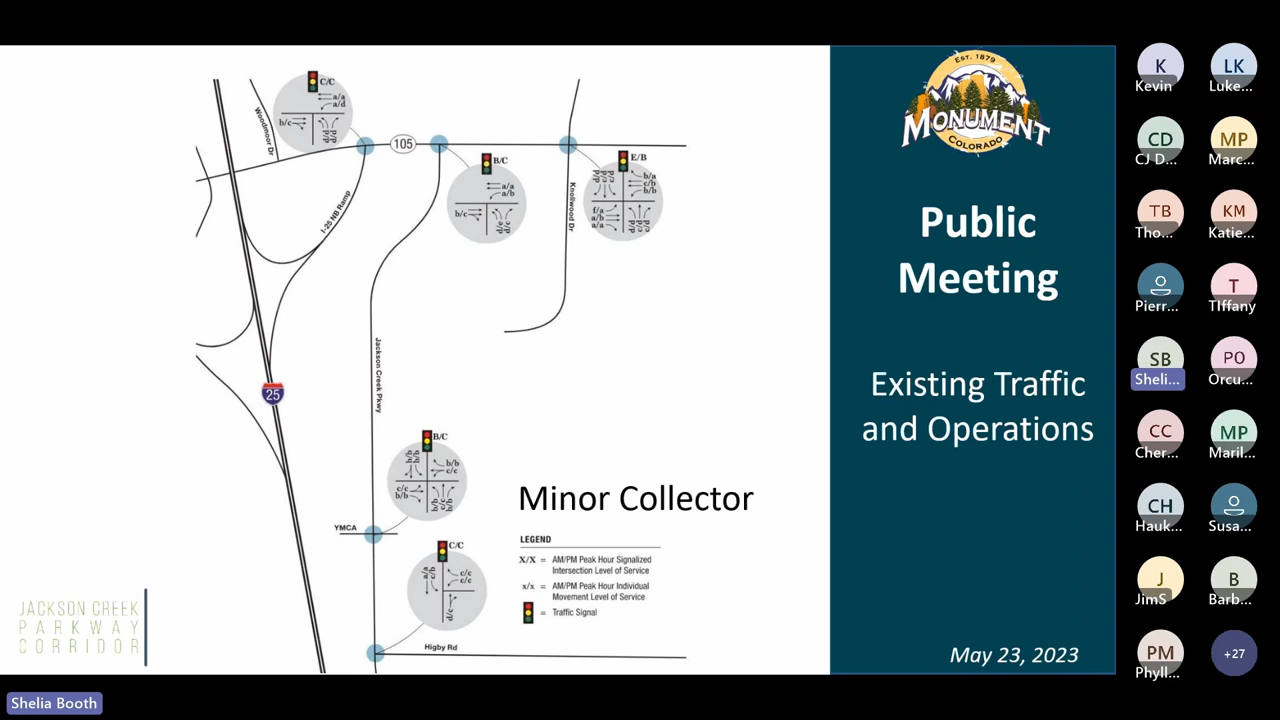 C/C
a/a
a/d
b/c
d/d
d/d
Woodmoor Dr
105
I-25 NB Ramp
B/C
a/a
a/b
b/c
d/c
E/B
b/a
c/b
b/b
f/a
a/b
a/a
Knollwood Dr
Jackson Creek Pkwy
25
B/C
b/b
b/b
b/b
c/c
c/c
b/b
b/b
c/c
b/b
YMCA
C/C
a/a
c/b
c/c
c/c
d/c
Higby Rd
Minor Collector
LEGEND
X/X = AM/PM Peak Hour Signalized
Intersection Level of Service
x/x = AM/PM Peak Hour Individual
Movement Level of Service
= Traffic Signal
JACKSON CREEK
PARKWAY
CORRIDOR
EST. 1879
MONUMENT
COLORADO
Public
Meeting
Existing Traffic
and Operations
May 23, 2023
K
Kevin
LK
Luke...
CD
CJ D...
MP
Marc...
TB
Tho...
KM
Katie...
Pierr...
T
TIffany
SB
Sheli...
PO
Orcu...
CC
Cher...
MP
Maril...
CH
Hauk...
Susa...
J
JimS
B
Barb...
PM
Phyll...
+27
Shelia Booth